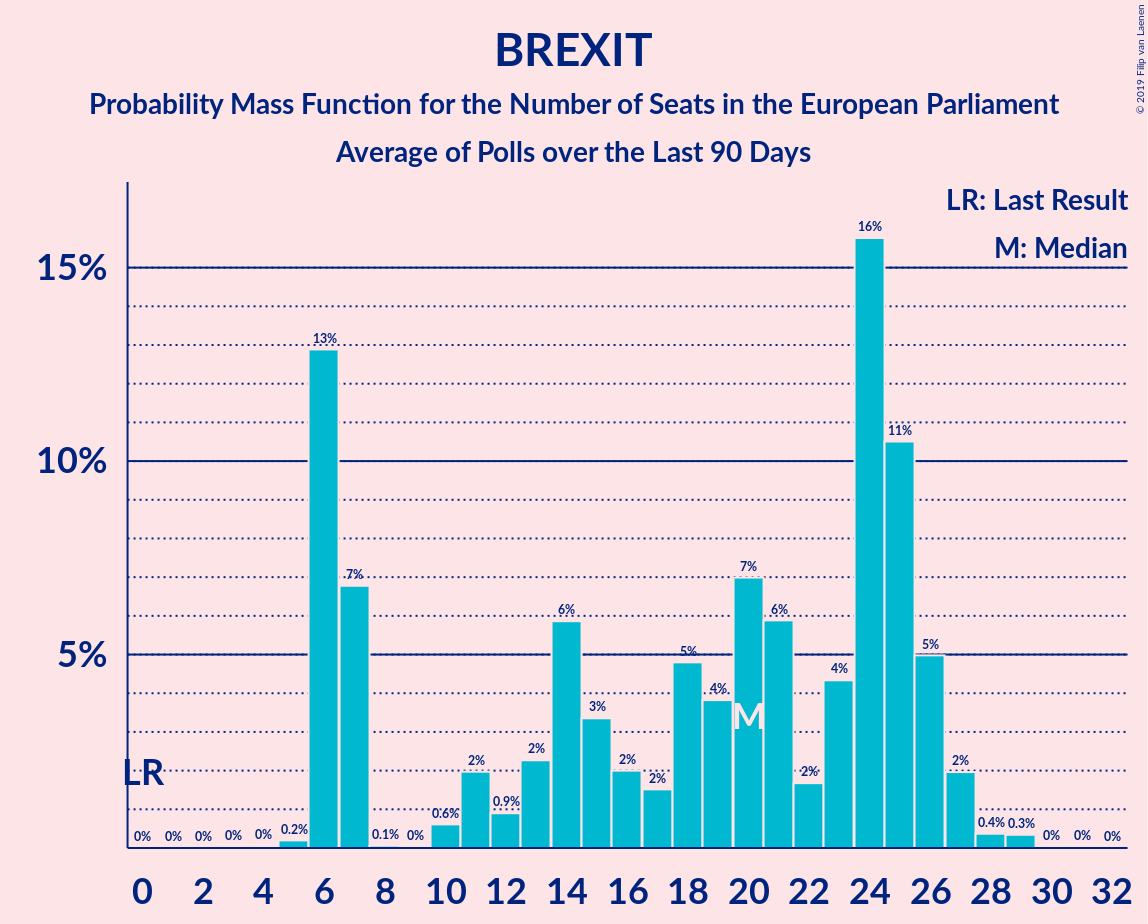 BREXIT
Probability Mass Function for the Number of Seats in the European Parliament
Average of Polls over the Last 90 Days
© 2019 Filip van Laenen
LR: Last Result
M: Median
15%
10%
5%
0% 0% 0% 0% 0% 0.2% 13% 7% 0.1% 0% 0.6% 2% 0.9% 2% 6% 3% 2% 2% 5% 4% 7% 6% 2% 4% 16% 11% 5% 2% 0.4% 0.3% 0% 0% 0%
LR
M
0 2 4 6 8 10 12 14 16 18 20 22 24 26 28 30 32